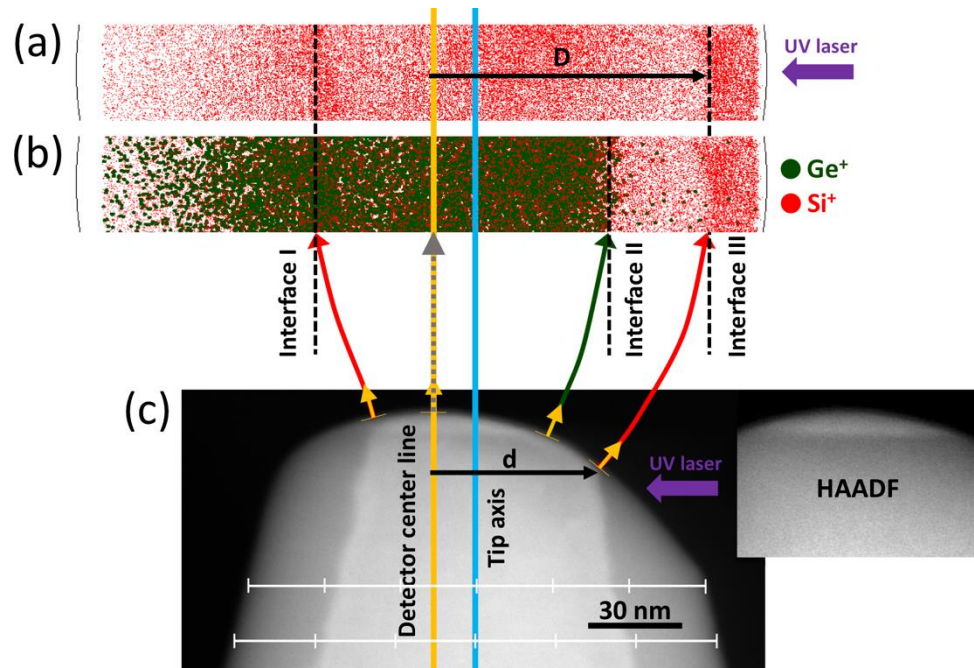 (a)
D
UV laser
(b)
Ge⁺
Si⁺
Interface I
Interface II
Interface III
(c)
Detector center line
d
Tip axis
UV laser
HAADF
30 nm